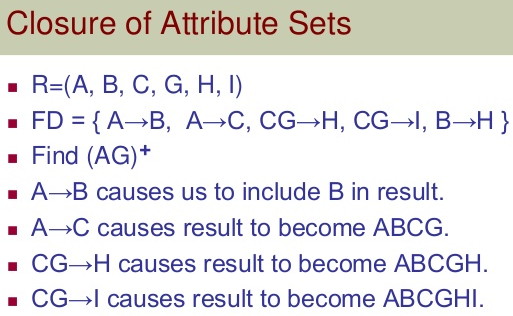 Closure of Attribute Sets
▪ R=(A, B, C, G, H, I)
▪ FD = { A→B, A→C, CG→H, CG→I, B→H }
▪ Find (AG)⁺
▪ A→B causes us to include B in result.
▪ A→C causes result to become ABCG.
▪ CG→H causes result to become ABCGH.
▪ CG→I causes result to become ABCGHI.